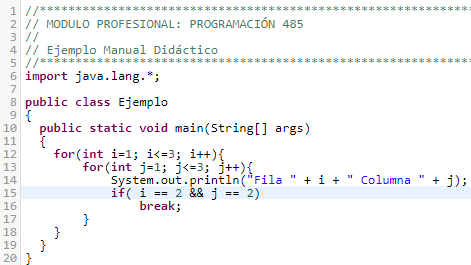 1 //************************************************************
2 // MODULO PROFESIONAL: PROGRAMACIÓN 485
3 //
4 // Ejemplo Manual Didáctico
5 //************************************************************
6 import java.lang.*;
7
8 public class Ejemplo
9 {
10 public static void main(String[] args)
11 {
12 for(int i=1; i<=3; i++){
13 for(int j=1; j<=3; j++){
14 System.out.println("Fila " + i + " Columna " + j);
15 if( i == 2 && j == 2)
16 break;
17 }
18 }
19 }
20 }